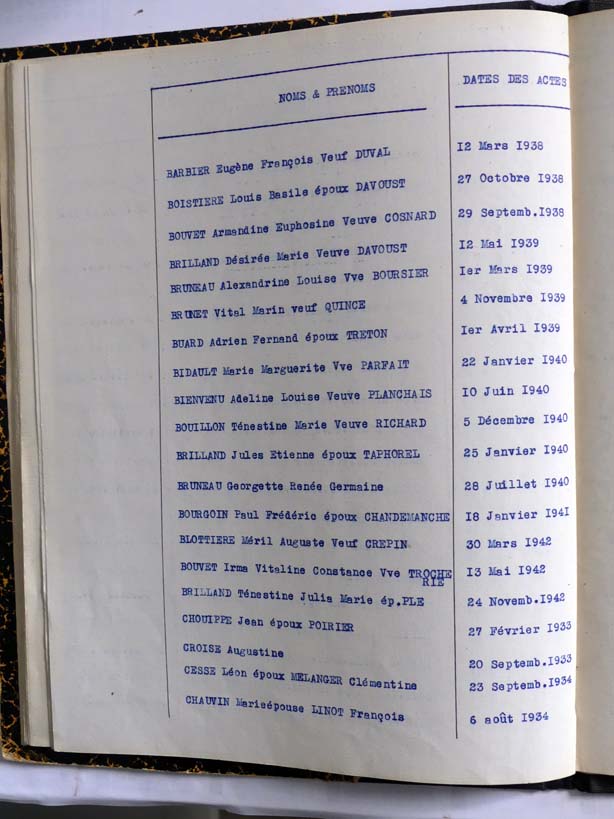 NOMS & PRENOMS DATES DES ACTES
BARBIER Eugène François Veuf DUVAL 12 Mars 1938
BOISTIERE Louis Basile époux DAVOUST 27 Octobre 1938
BOUVET Armandine Euphosine Veuve COSNARD 29 Septemb.1938
BRILLAND Désirée Marie Veuve DAVOUST 12 Mai 1939
BRUNEAU Alexandrine Louise Vve BOURSIER 1er Mars 1939
BRUNET Vital Marin veuf QUINCE 4 Novembre 1939
BUARD Adrien Fernand époux TRETON 1er Avril 1939
BIDAULT Marie Marguerite Vve PARFAIT 22 Janvier 1940
BIENVENU Adeline Louise Veuve PLANCHAIS 10 Juin 1940
BOUILLON Ténestine Marie Veuve RICHARD 5 Décembre 1940
BRILLAND Jules Etienne époux TAPHOREL 25 Janvier 1940
BRUNEAU Georgette Renée Germaine 28 Juillet 1940
BOURGOIN Paul Frédéric époux CHANDEMANCHE 18 Janvier 1941
BLOTTIERE Méril Auguste Veuf CREPIN 30 Mars 1942
BOUVET Irma Vitaline Constance Vve TROCHE 13 Mai 1942
RIE
BRILLAND Ténestine Julia Marie ép.PLE 24 Novemb.1942
CHOUIPPE Jean époux POIRIER 27 Février 1933
CROISE Augustine 20 Septemb.1933
CESSE Léon époux MELANGER Clémentine 23 Septemb.1934
CHAUVIN Marieépouse LINOT François 6 août 1934